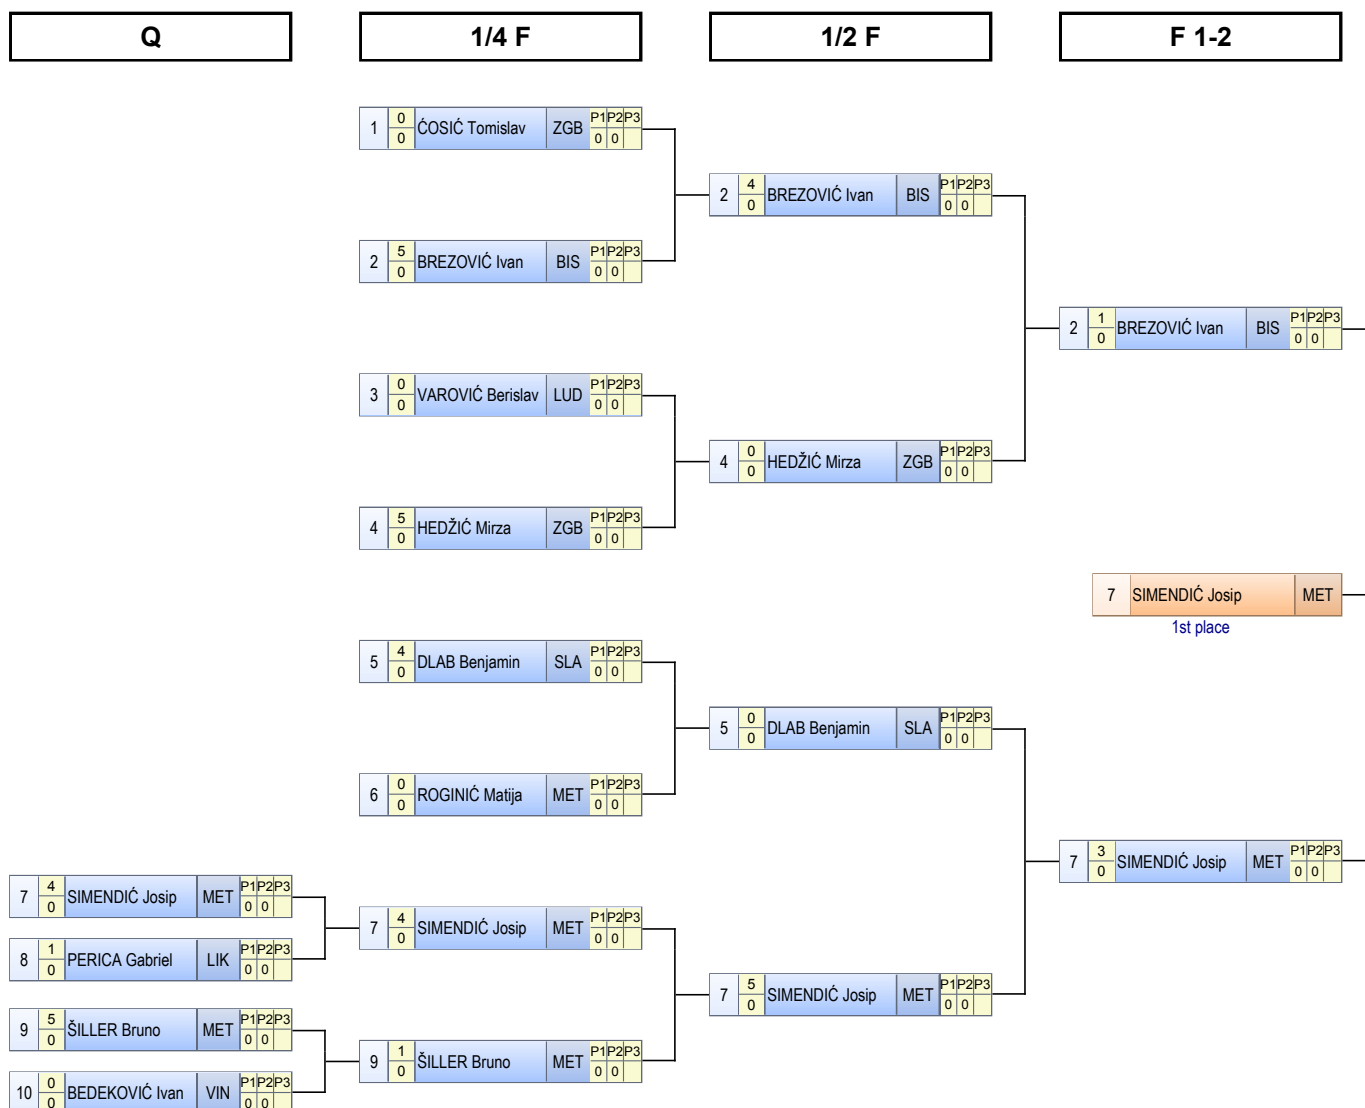 Q 1/4 F 1/2 F F 1-2
1 0 0 ĆOSIĆ Tomislav ZGB P1 P2 P3 0 0
2 4 0 BREZOVIĆ Ivan BIS P1 P2 P3 0 0
2 5 0 BREZOVIĆ Ivan BIS P1 P2 P3 0 0
2 1 0 BREZOVIĆ Ivan BIS P1 P2 P3 0 0
3 0 0 VAROVIĆ Berislav LUD P1 P2 P3 0 0
4 0 0 HEDŽIĆ Mirza ZGB P1 P2 P3 0 0
4 5 0 HEDŽIĆ Mirza ZGB P1 P2 P3 0 0
7 SIMENDIĆ Josip MET
1st place
5 4 0 DLAB Benjamin SLA P1 P2 P3 0 0
5 0 0 DLAB Benjamin SLA P1 P2 P3 0 0
6 0 0 ROGINIĆ Matija MET P1 P2 P3 0 0
7 3 0 SIMENDIĆ Josip MET P1 P2 P3 0 0
7 4 0 SIMENDIĆ Josip MET P1 P2 P3 0 0
7 4 0 SIMENDIĆ Josip MET P1 P2 P3 0 0
8 1 0 PERICA Gabriel LIK P1 P2 P3 0 0
7 5 0 SIMENDIĆ Josip MET P1 P2 P3 0 0
9 5 0 ŠILLER Bruno MET P1 P2 P3 0 0
9 1 0 ŠILLER Bruno MET P1 P2 P3 0 0
10 0 0 BEDEKOVIĆ Ivan VIN P1 P2 P3 0 0